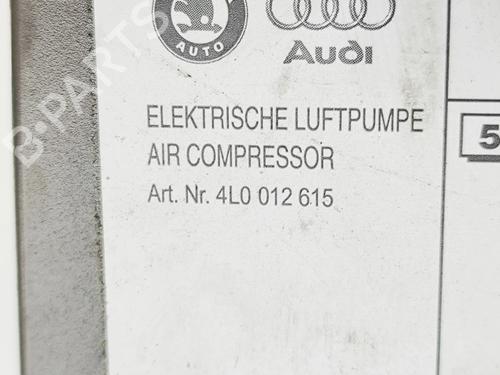 AUTO
Audi
ELEKTRISCHE LUFTPUMPE
AIR COMPRESSOR
Art. Nr. 4L0 012 615
5
B-PARTS